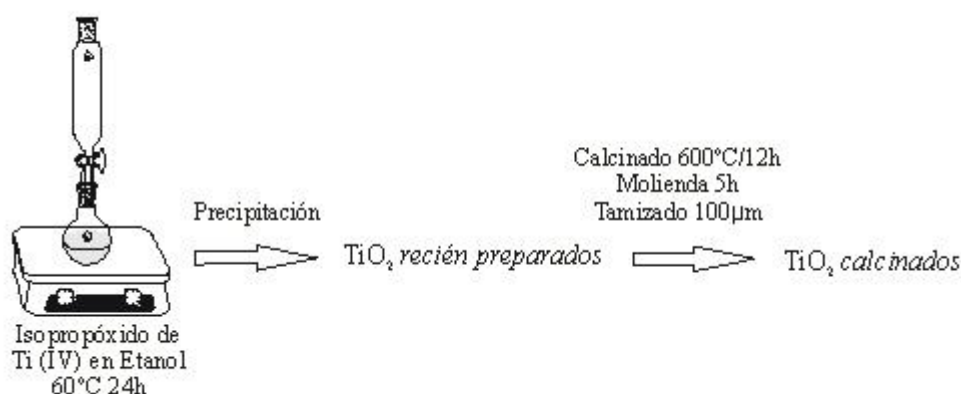 Isopropóxido de
Ti (IV) en Etanol
60°C 24h
Precipitación
TiO₂ recién preparados
Calcinado 600°C/12h
Molienda 5h
Tamizado 100μm
TiO₂ calcinados